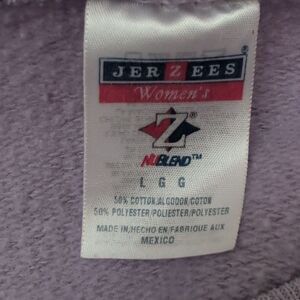 JERZEES®
Women's
Z®
NUBLEND™
L G G
50% COTTON/ALGODON/COTON
50% POLYESTER/POLIESTER/POLYESTER
MADE IN/HECHO EN/FABRIQUE AUX
MEXICO